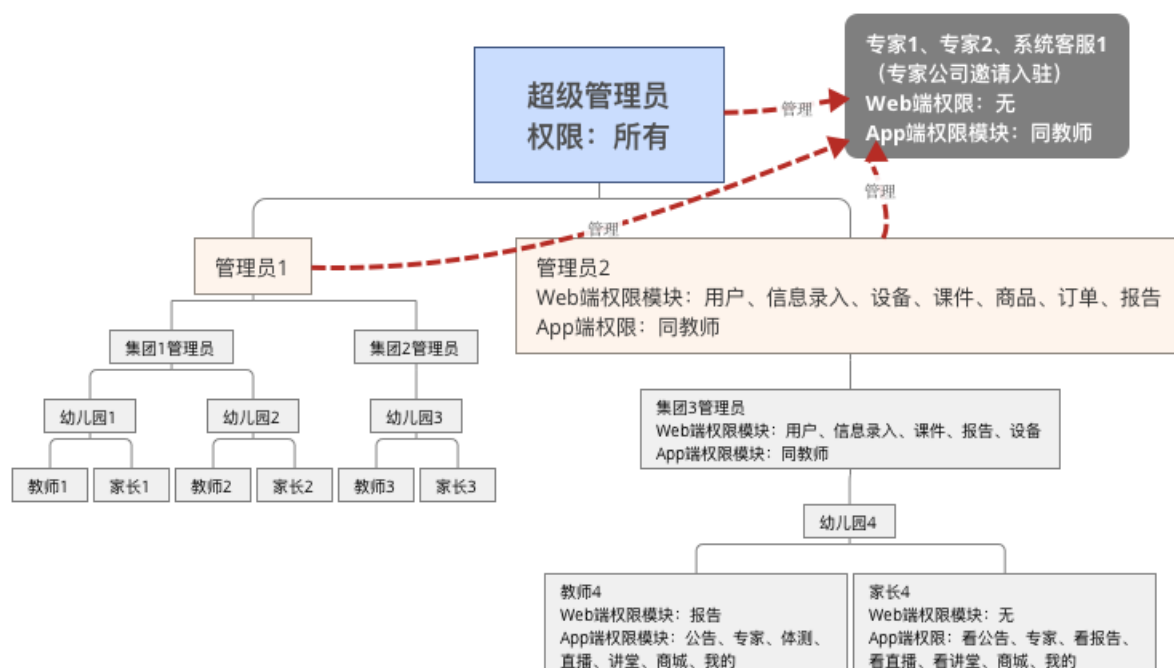 专家1、专家2、系统客服1
（专家公司邀请入驻）
Web端权限：无
App端权限模块：同教师
超级管理员
权限：所有
管理
管理
管理
管理员1
管理员2
Web端权限模块：用户、信息录入、设备、课件、商品、订单、报告
App端权限：同教师
集团1管理员
集团2管理员
幼儿园1
幼儿园2
幼儿园3
教师1
家长1
教师2
家长2
教师3
家长3
集团3管理员
Web端权限模块：用户、信息录入、课件、报告、设备
App端权限模块：同教师
幼儿园4
教师4
Web端权限模块：报告
App端权限模块：公告、专家、体测、
直播、讲堂、商城、我的
家长4
Web端权限模块：无
App端权限：看公告、专家、看报告、
看直播、看讲堂、商城、我的